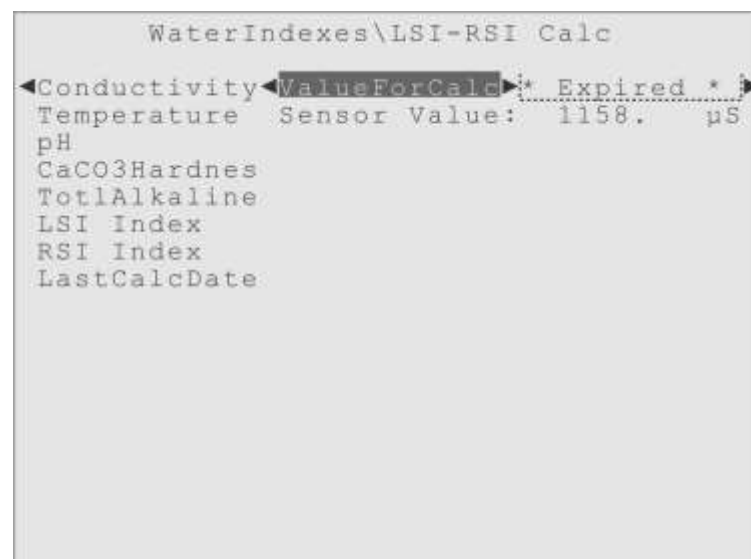 WaterIndexes\LSI-RSI Calc
Conductivity ValueForCalc * Expired *
Temperature Sensor Value: 1158. µS
pH
CaCO3Hardnes
TotlAlkaline
LSI Index
RSI Index
LastCalcDate